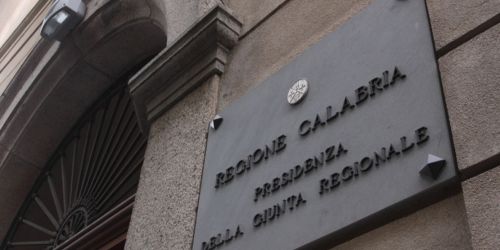 REGIONE CALABRIA
PRESIDENZA
DELLA GIUNTA REGIONALE